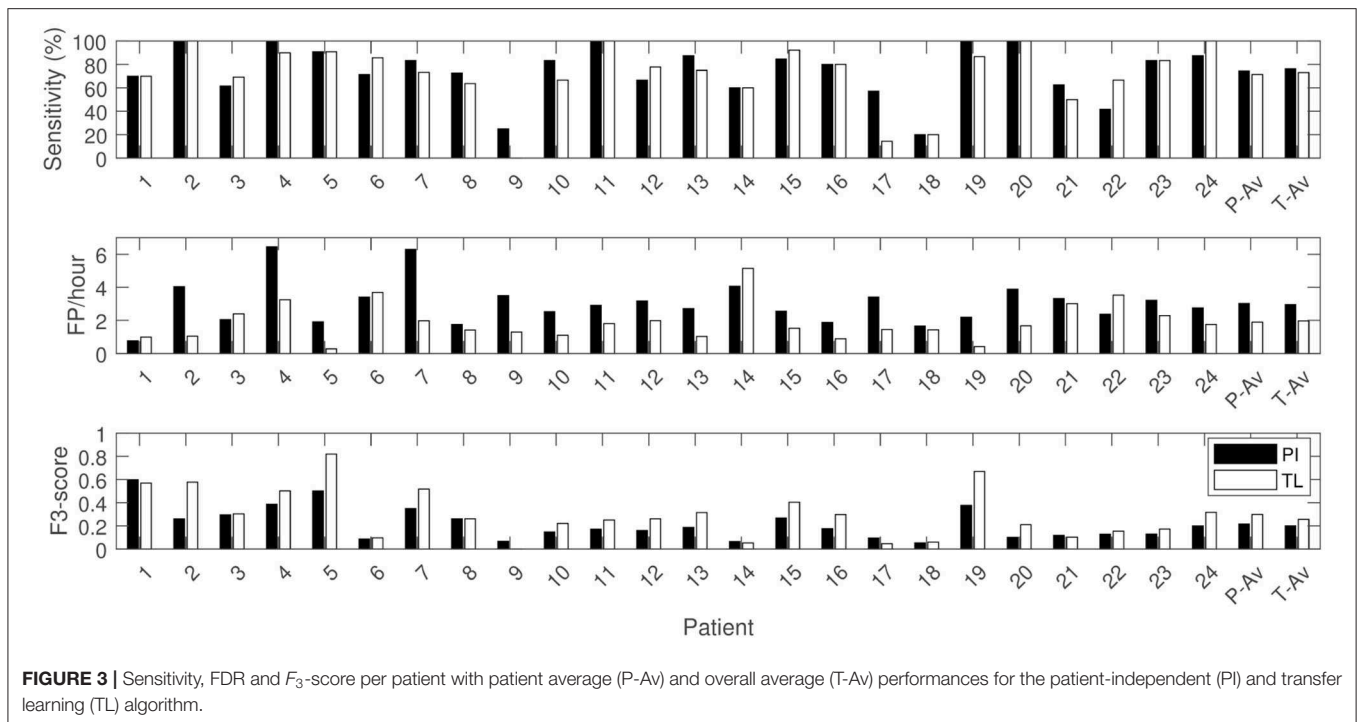 Sensitivity (%)
100
80
60
40
20
0
1 2 3 4 5 6 7 8 9 10 11 12 13 14 15 16 17 18 19 20 21 22 23 24 P-Av T-Av
FP/hour
6
4
2
0
1 2 3 4 5 6 7 8 9 10 11 12 13 14 15 16 17 18 19 20 21 22 23 24 P-Av T-Av
F3-score
1
0.8
0.6
0.4
0.2
0
PI
TL
1 2 3 4 5 6 7 8 9 10 11 12 13 14 15 16 17 18 19 20 21 22 23 24 P-Av T-Av
Patient
FIGURE 3 | Sensitivity, FDR and F3-score per patient with patient average (P-Av) and overall average (T-Av) performances for the patient-independent (PI) and transfer
learning (TL) algorithm.